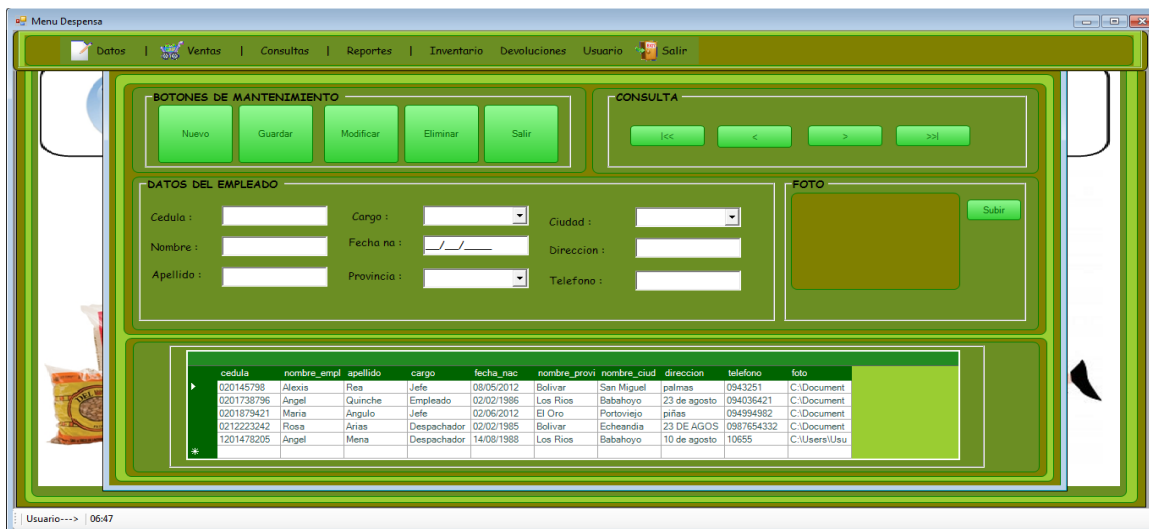 Menu Despensa
Datos | Ventas | Consultas | Reportes | Inventario Devoluciones Usuario Salir
BOTONES DE MANTENIMIENTO
Nuevo Guardar Modificar Eliminar Salir
CONSULTA
|<< < > >>|
DATOS DEL EMPLEADO
Cedula : Cargo : Ciudad :
Nombre : Fecha na : __/__/____ Direccion :
Apellido : Provincia : Telefono :
FOTO
Subir
cedula nombre_empl apellido cargo fecha_nac nombre_provi nombre_ciud direccion telefono foto
020145798 Alexis Rea Jefe 08/05/2012 Bolivar San Miguel palmas 0943251 C:\Document
0201738796 Angel Quinche Empleado 02/02/1986 Los Rios Babahoyo 23 de agosto 094036421 C:\Document
0201879421 Maria Angulo Jefe 02/06/2012 El Oro Portoviejo piñas 094994982 C:\Document
0212223242 Rosa Arias Despachador 02/02/1985 Bolivar Echeandia 23 DE AGOS 0987654332 C:\Document
1201478205 Angel Mena Despachador 14/08/1988 Los Rios Babahoyo 10 de agosto 10655 C:\Users\Usu
Usuario---> 06:47